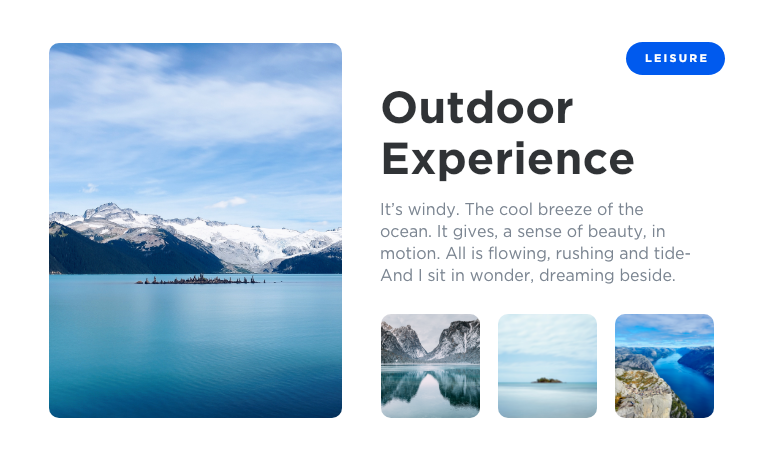 LEISURE
Outdoor
Experience
It's windy. The cool breeze of the
ocean. It gives, a sense of beauty, in
motion. All is flowing, rushing and tide-
And I sit in wonder, dreaming beside.